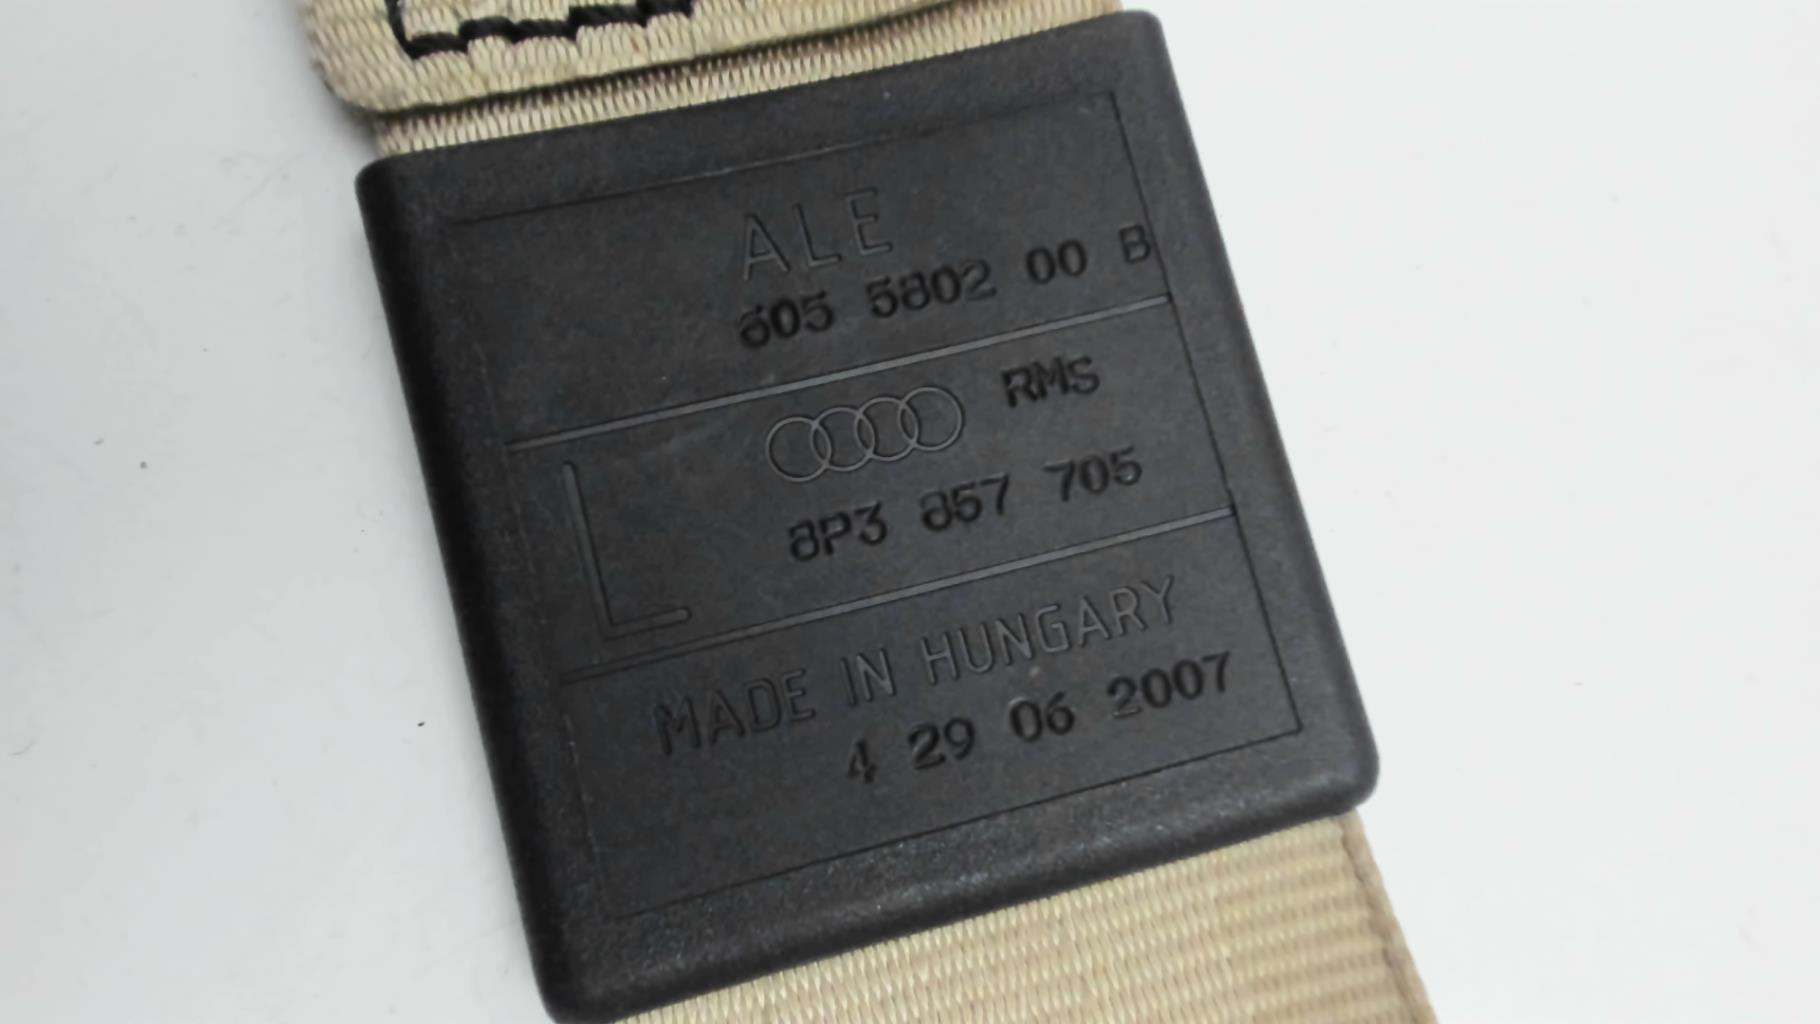 ALE
605 5802 00 B
RMS
L
8P3 857 705
MADE IN HUNGARY
4 29 06 2007